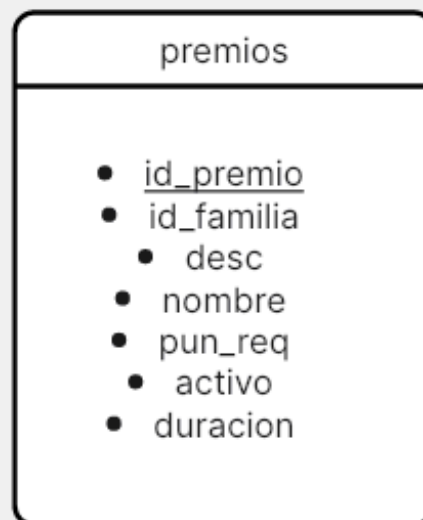 premios
• id_premio
• id_familia
• desc
• nombre
• pun_req
• activo
• duracion